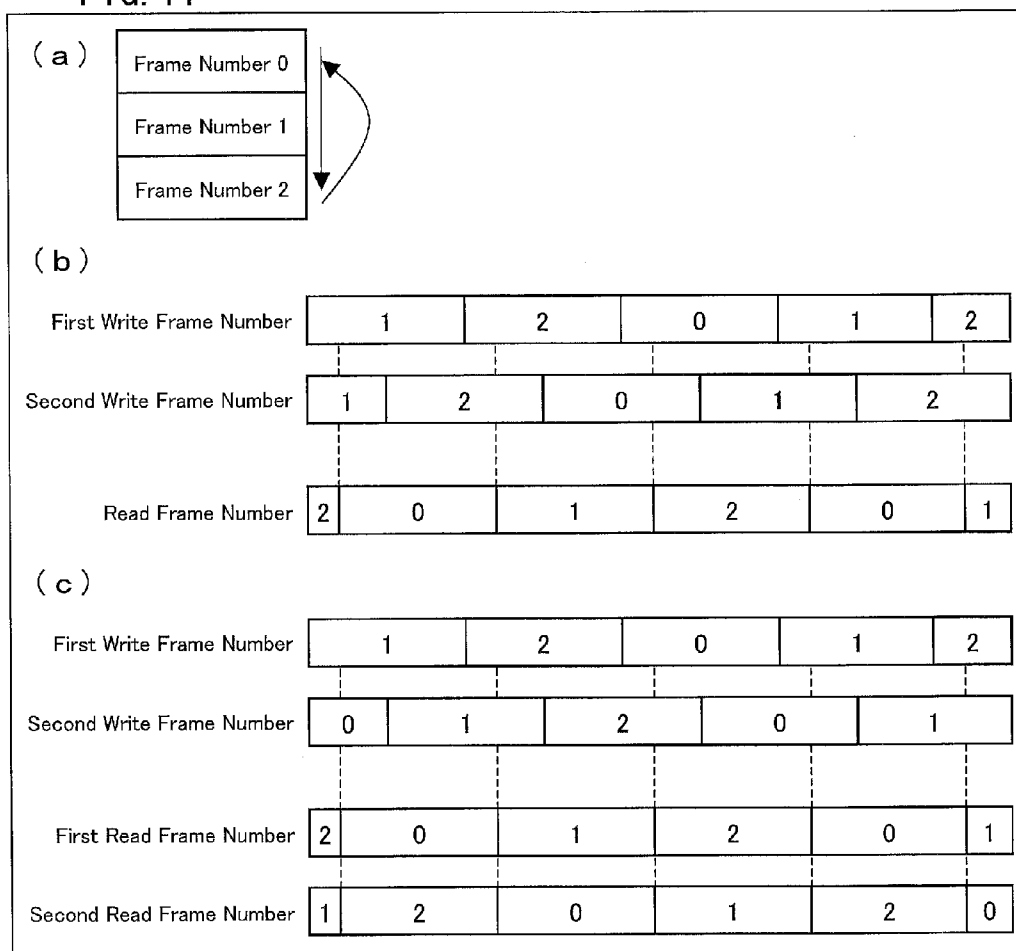 ( a )
Frame Number 0
Frame Number 1
Frame Number 2
( b )
First Write Frame Number 1 2 0 1 2
Second Write Frame Number 1 2 0 1 2
Read Frame Number 2 0 1 2 0 1
( c )
First Write Frame Number 1 2 0 1 2
Second Write Frame Number 0 1 2 0 1
First Read Frame Number 2 0 1 2 0 1
Second Read Frame Number 1 2 0 1 2 0